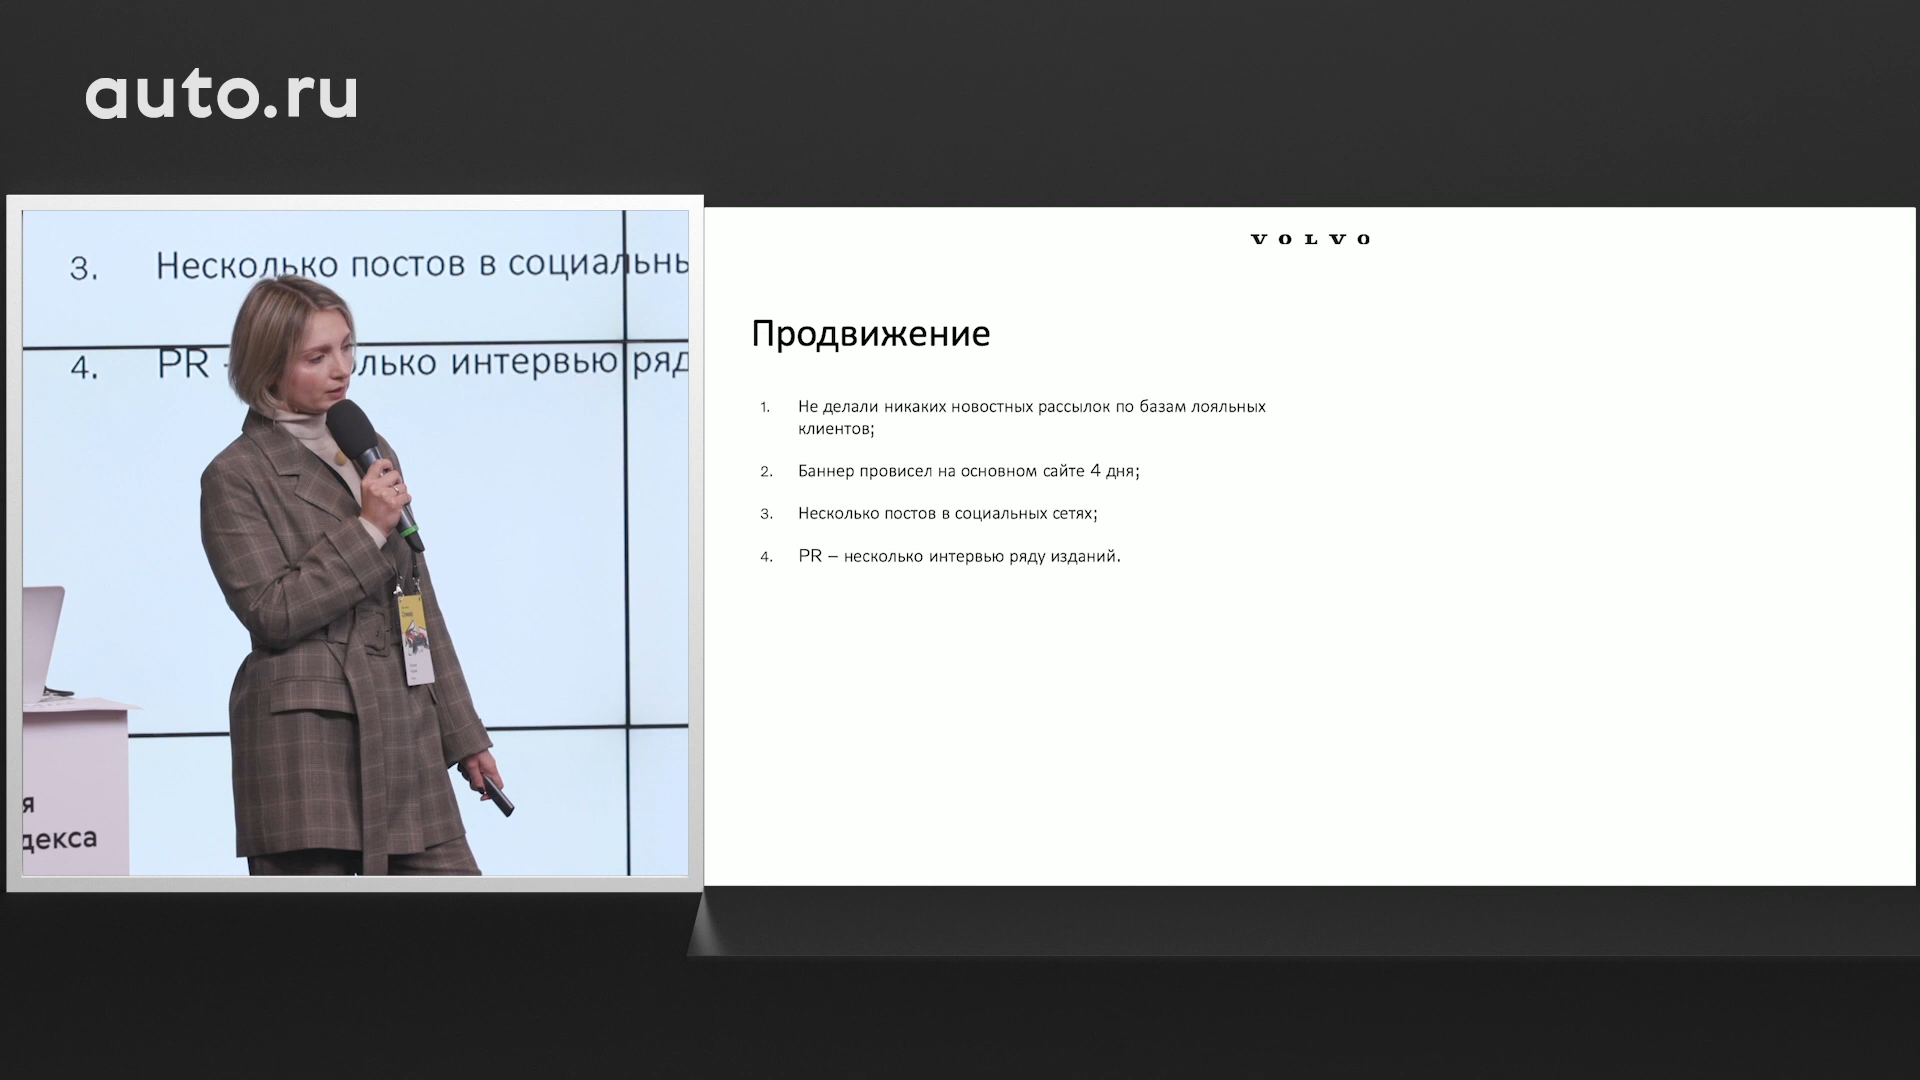 auto.ru
3. Несколько постов в социальны
4. PR
лько интервью ряд
я
декса
VOLVO
Продвижение
1. Не делали никаких новостных рассылок по базам лояльных
клиентов;
2. Баннер провисел на основном сайте 4 дня;
3. Несколько постов в социальных сетях;
4. PR – несколько интервью ряду изданий.